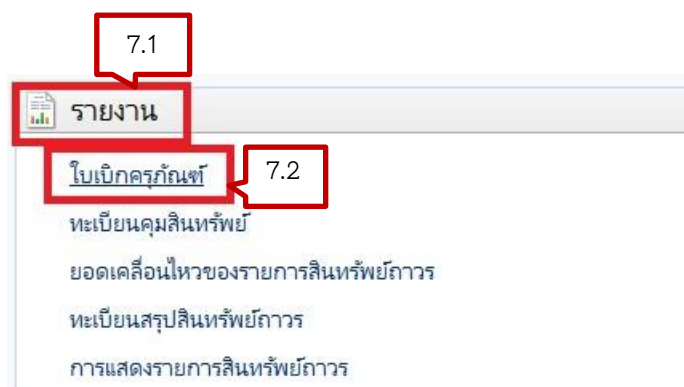 7.1
รายงาน
ใบเบิกครุภัณฑ์
7.2
ทะเบียนคุมสินทรัพย์
ยอดเคลื่อนไหวของรายการสินทรัพย์ถาวร
ทะเบียนสรุปสินทรัพย์ถาวร
การแสดงรายการสินทรัพย์ถาวร